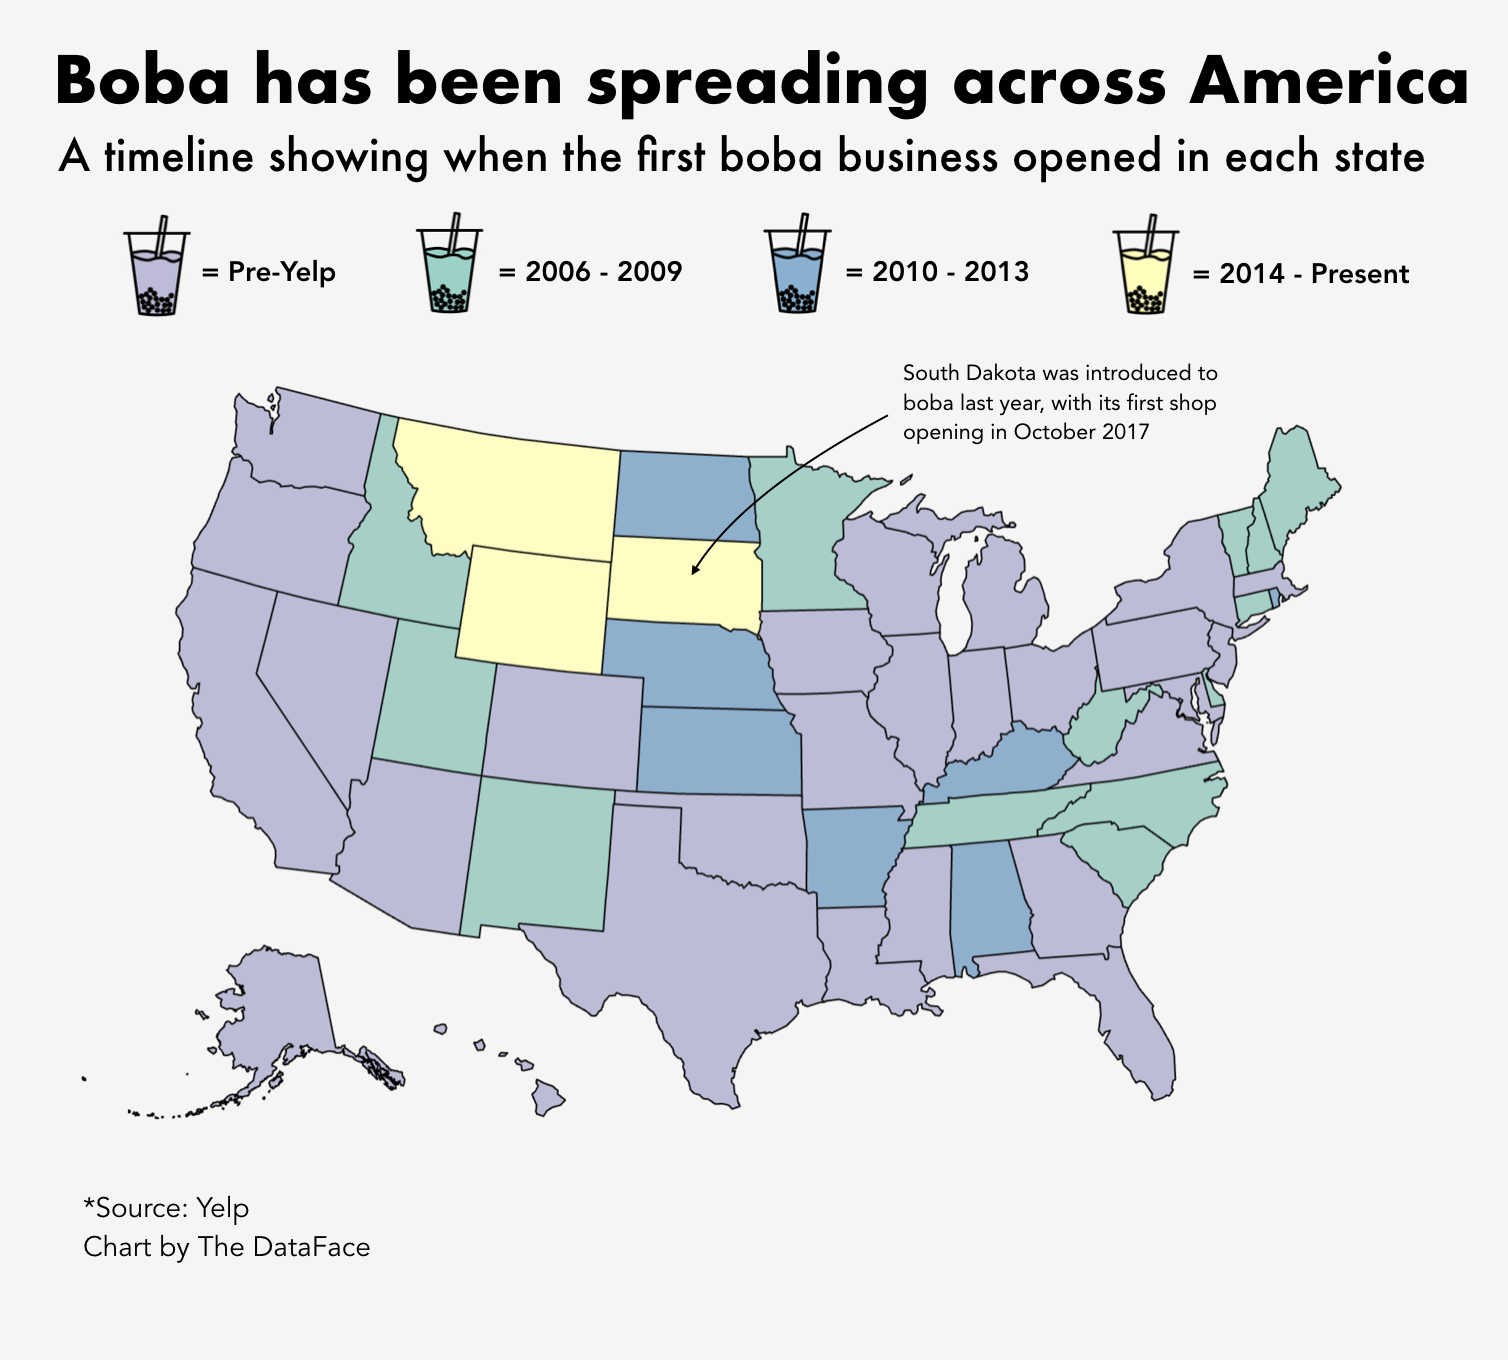 Boba has been spreading across America
A timeline showing when the first boba business opened in each state
= Pre-Yelp
= 2006 - 2009
= 2010 - 2013
= 2014 - Present
South Dakota was introduced to
boba last year, with its first shop
opening in October 2017
*Source: Yelp
Chart by The DataFace